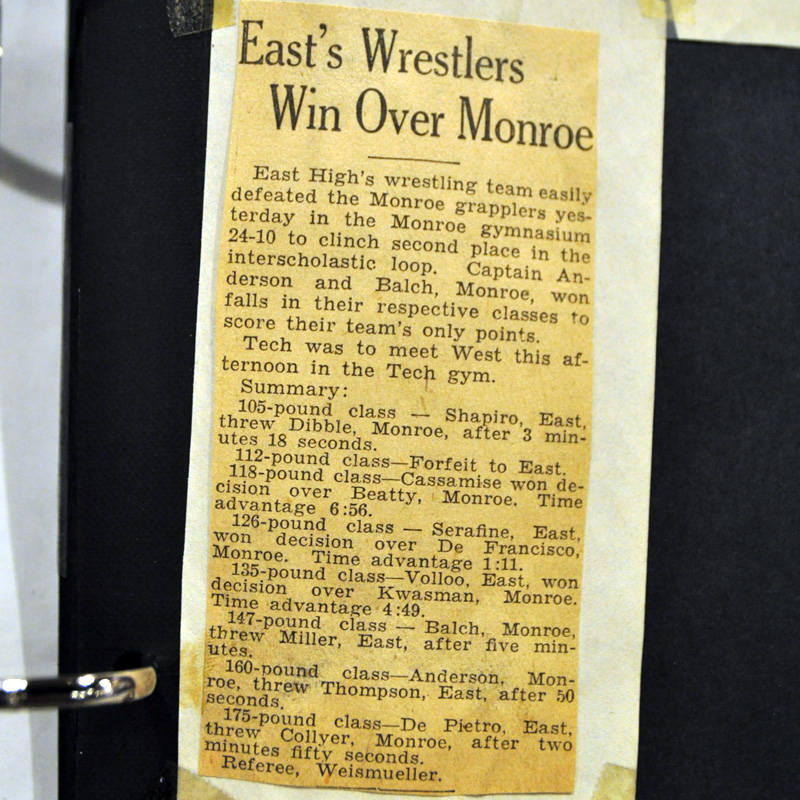 East's Wrestlers
Win Over Monroe
East High's wrestling team easily
defeated the Monroe grapplers yes-
terday in the Monroe gymnasium
24-10 to clinch second place in the
interscholastic loop. Captain An-
derson and Balch, Monroe, won
falls in their respective classes to
score their team's only points.
Tech was to meet West this af-
ternoon in the Tech gym.
Summary:
105-pound class — Shapiro, East,
threw Dibble, Monroe, after 3 min-
utes 18 seconds.
112-pound class—Forfeit to East.
118-pound class—Cassamise won de-
cision over Beatty, Monroe. Time
advantage 6:56.
126-pound class — Serafine, East,
won decision over De Francisco,
Monroe. Time advantage 1:11.
135-pound class—Volloo, East, won
decision over Kwasman, Monroe.
Time advantage 4:49.
147-pound class — Balch, Monroe,
threw Miller, East, after five min-
utes.
160-pound class—Anderson, Mon-
roe, threw Thompson, East, after 50
seconds.
175-pound class—De Pietro, East,
threw Collyer, Monroe, after two
minutes fifty seconds.
Referee, Weismueller.